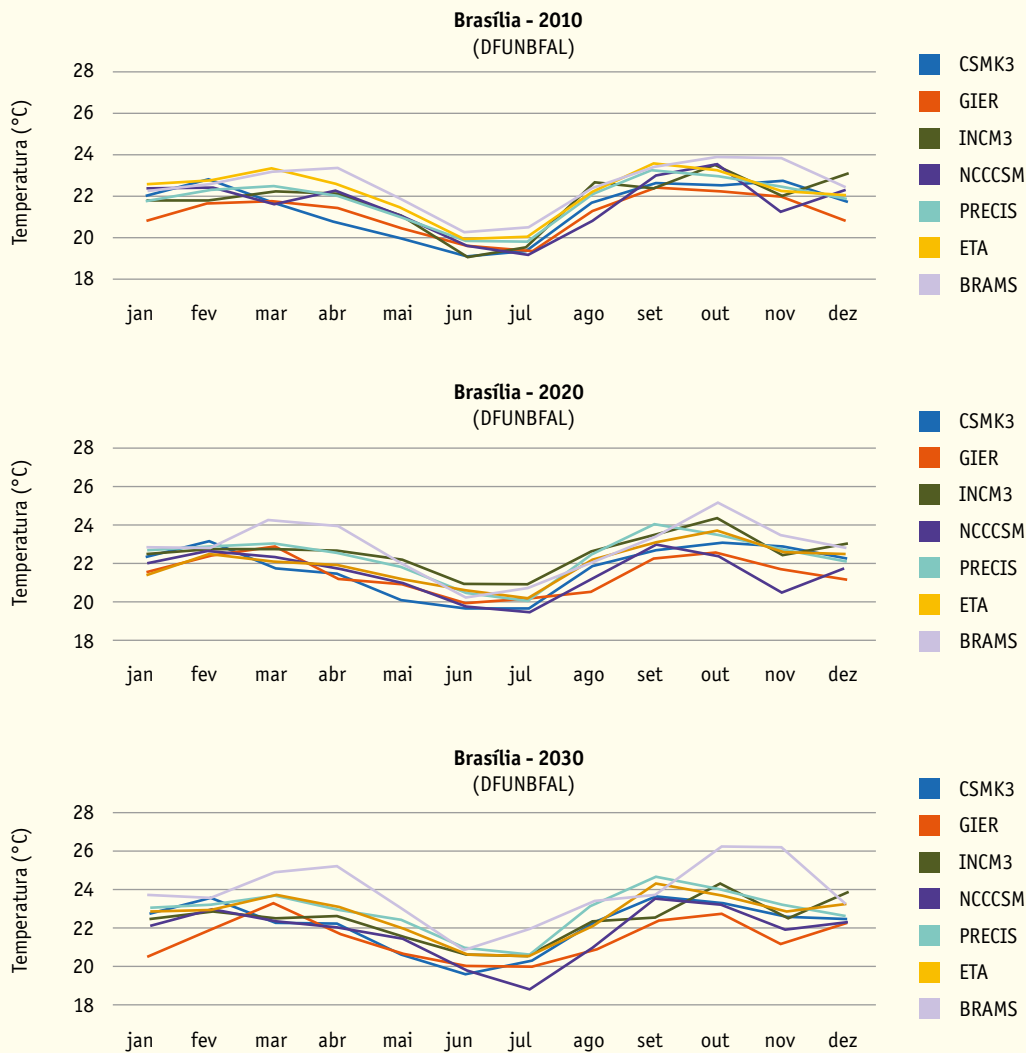 Brasília - 2010
(DFUNBFAL)
Temperatura (°C)
28
26
24
22
20
18
jan fev mar abr mai jun jul ago set out nov dez
CSMK3
GIER
INCM3
NCCCSM
PRECIS
ETA
BRAMS
Brasília - 2020
(DFUNBFAL)
Temperatura (°C)
28
26
24
22
20
18
jan fev mar abr mai jun jul ago set out nov dez
CSMK3
GIER
INCM3
NCCCSM
PRECIS
ETA
BRAMS
Brasília - 2030
(DFUNBFAL)
Temperatura (°C)
28
26
24
22
20
18
jan fev mar abr mai jun jul ago set out nov dez
CSMK3
GIER
INCM3
NCCCSM
PRECIS
ETA
BRAMS